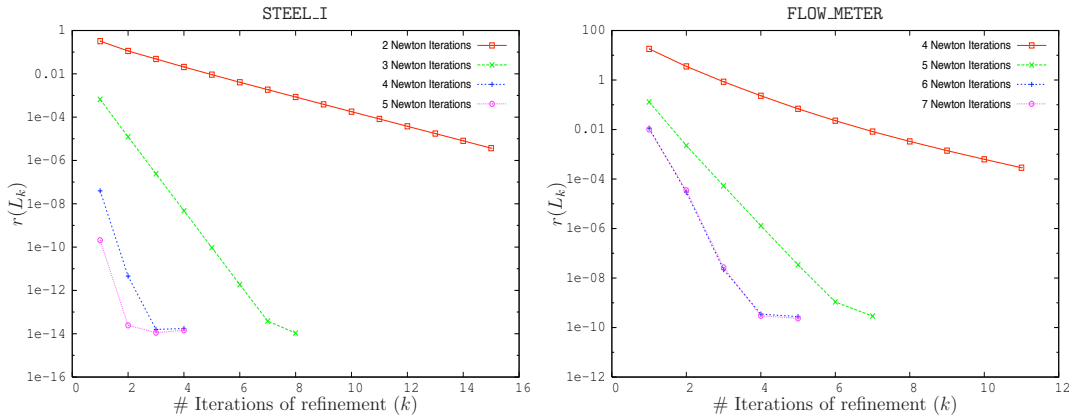 STEEL_I
1
0.01
1e-04
1e-06
1e-08
1e-10
1e-12
1e-14
1e-16
r(L_k)
2 Newton Iterations
3 Newton Iterations
4 Newton Iterations
5 Newton Iterations
0 2 4 6 8 10 12 14 16
# Iterations of refinement (k)
FLOW_METER
100
1
0.01
1e-04
1e-06
1e-08
1e-10
1e-12
r(L_k)
4 Newton Iterations
5 Newton Iterations
6 Newton Iterations
7 Newton Iterations
0 2 4 6 8 10 12
# Iterations of refinement (k)